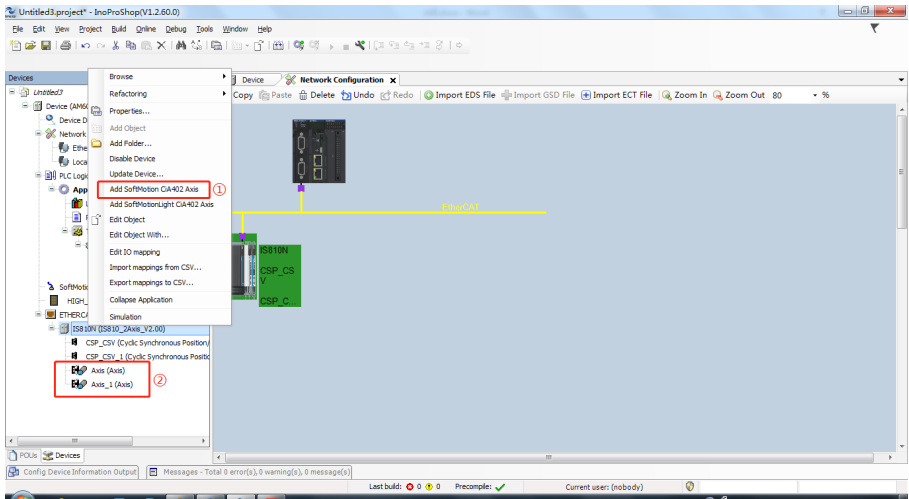 Untitled3.project* - InoProShop(V1.2.60.0)
File Edit View Project Build Online Debug Tools Window Help
Devices
Device
Network Configuration x
Untitled3
Copy Paste Delete Undo Redo Import EDS File Import GSD File Import ECT File Zoom In Zoom Out 80 %
Device (AM60
Device D
Network
Ethe
Loca
PLC Logic
App
SoftMoti
HIGH_
ETHERCA
IS810N (IS810_2Axis_V2.00)
CSP_CSV (Cyclic Synchronous Position/
CSP_CSV_1 (Cyclic Synchronous Positic
Axis (Axis)
Axis_1 (Axis)
②
Browse
Refactoring
Properties...
Add Object
Add Folder...
Disable Device
Update Device...
Add SoftMotion CiA402 Axis
①
Add SoftMotionLight CiA402 Axis
Edit Object
Edit Object With...
Edit IO mapping
Import mappings from CSV...
Export mappings to CSV...
Collapse Application
Simulation
EtherCAT
IS810N
CSP_CS
V
CSP_C...
POUs Devices
Config Device Information Output Messages - Total 0 error(s), 0 warning(s), 0 message(s)
Last build: 0 0 Precompile: Current user: (nobody)